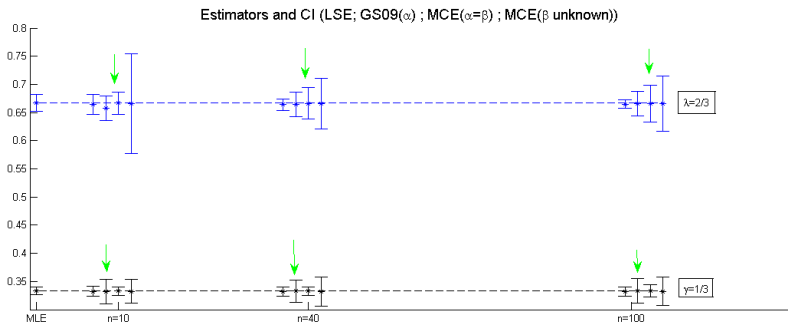 Estimators and CI (LSE; GS09(α) ; MCE(α=β) ; MCE(β unknown))
0.8
0.75
0.7
0.65
0.6
0.55
0.5
0.45
0.4
0.35
λ=2/3
γ=1/3
MLE n=10 n=40 n=100